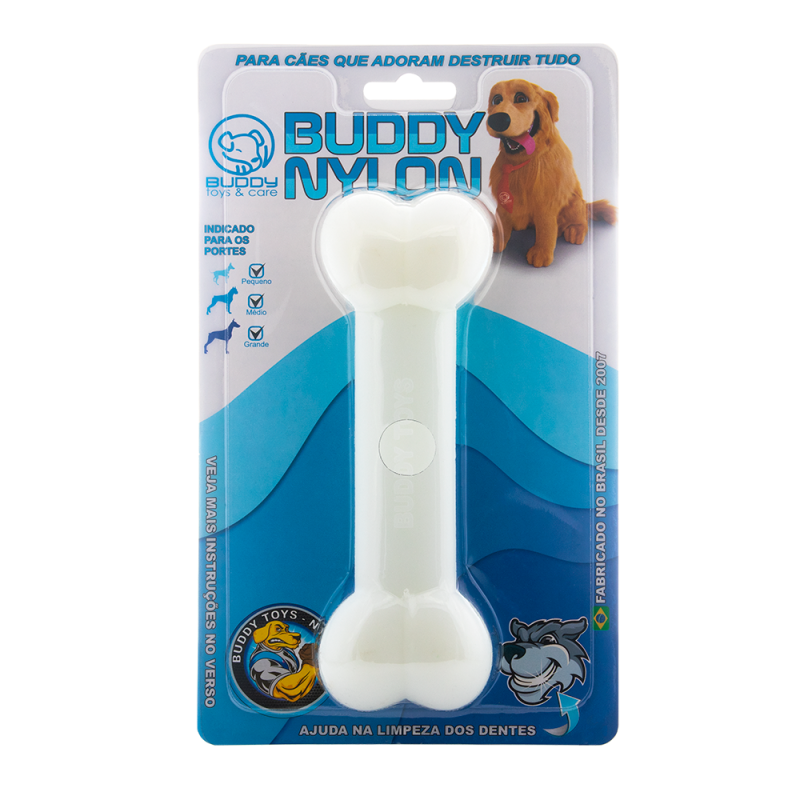 PARA CÃES QUE ADORAM DESTRUIR TUDO
BUDDY
toys & care
BUDDY
NYLON
INDICADO
PARA OS
PORTES
Pequeno
Médio
Grande
VEJA MAIS INSTRUÇÕES NO VERSO
FABRICADO NO BRASIL DESDE 2007
BUDDY TOYS - N
AJUDA NA LIMPEZA DOS DENTES